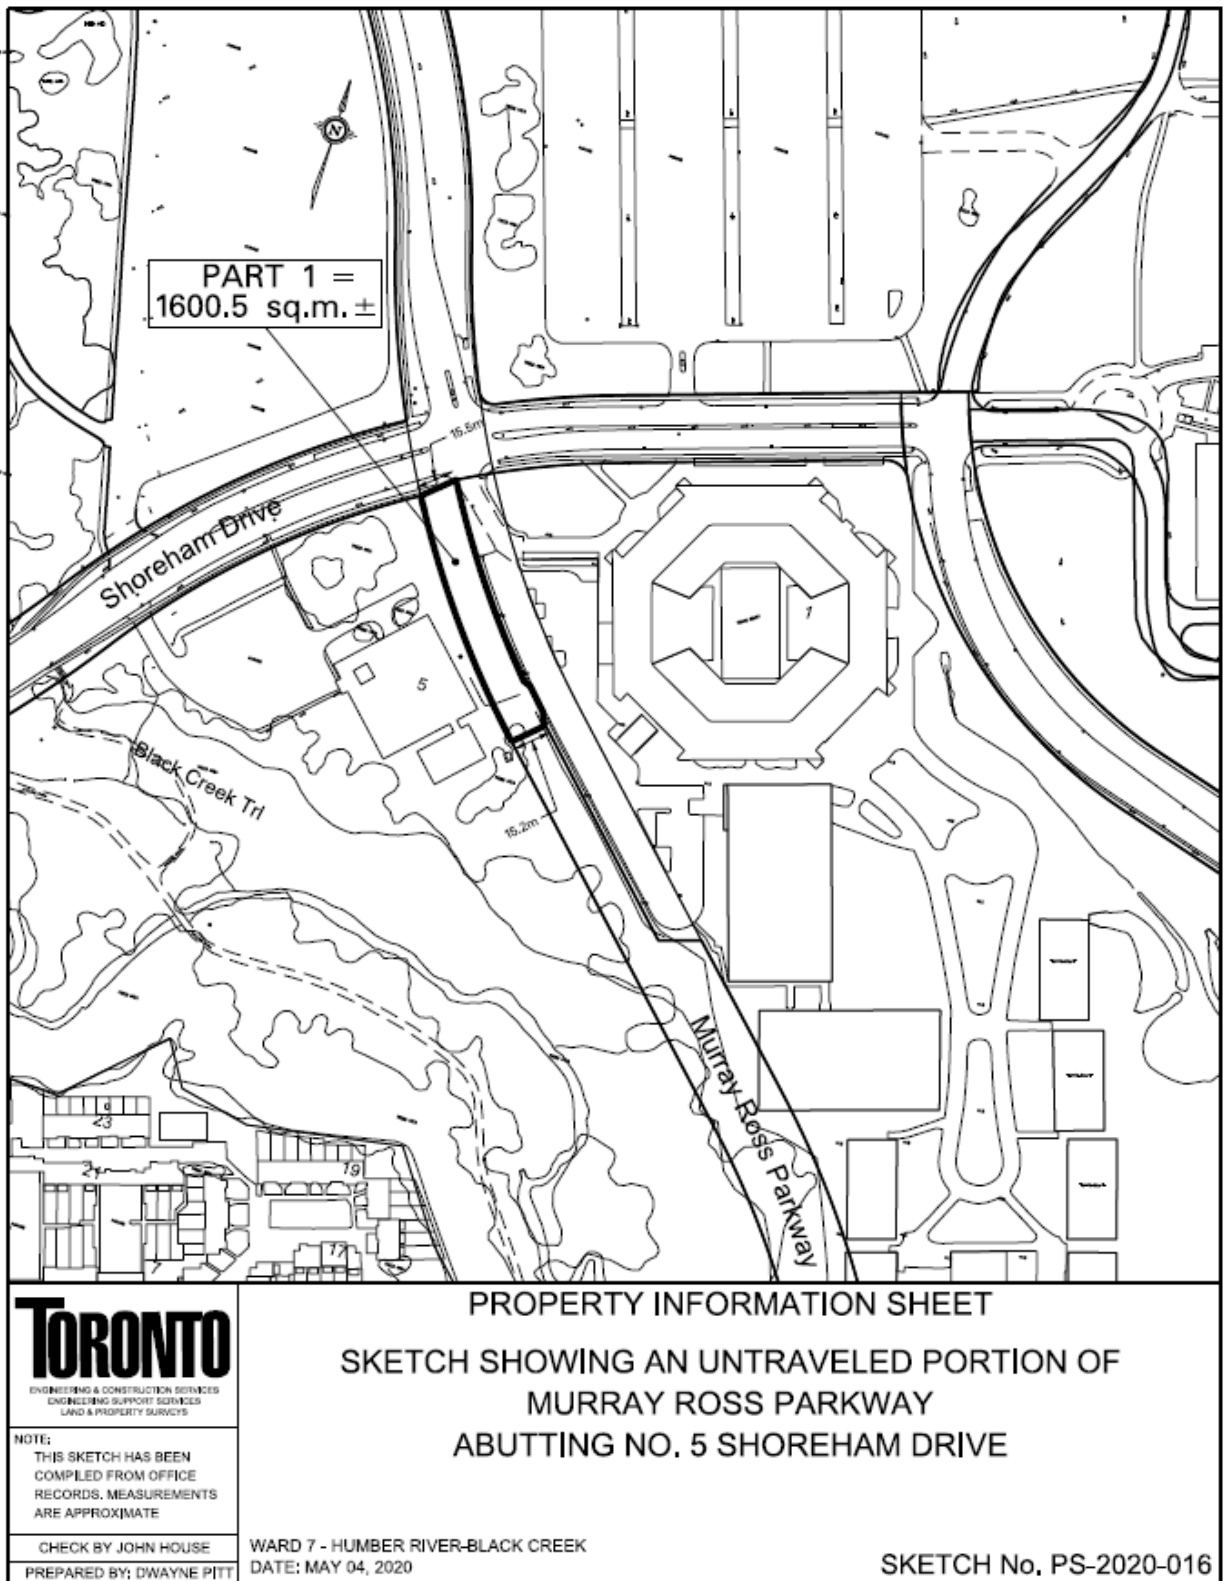 PART 1 =
1600.5 sq.m.±
N
15.5m
Shoreham Drive
5
1
Black Creek Trl
15.2m
Murray Ross Parkway
23
21
19
17
TORONTO
ENGINEERING & CONSTRUCTION SERVICES
ENGINEERING SUPPORT SERVICES
LAND & PROPERTY SURVEYS
NOTE:
THIS SKETCH HAS BEEN
COMPILED FROM OFFICE
RECORDS. MEASUREMENTS
ARE APPROXIMATE
CHECK BY JOHN HOUSE
PREPARED BY: DWAYNE PITT
PROPERTY INFORMATION SHEET
SKETCH SHOWING AN UNTRAVELED PORTION OF
MURRAY ROSS PARKWAY
ABUTTING NO. 5 SHOREHAM DRIVE
WARD 7 - HUMBER RIVER-BLACK CREEK
DATE: MAY 04, 2020
SKETCH No. PS-2020-016